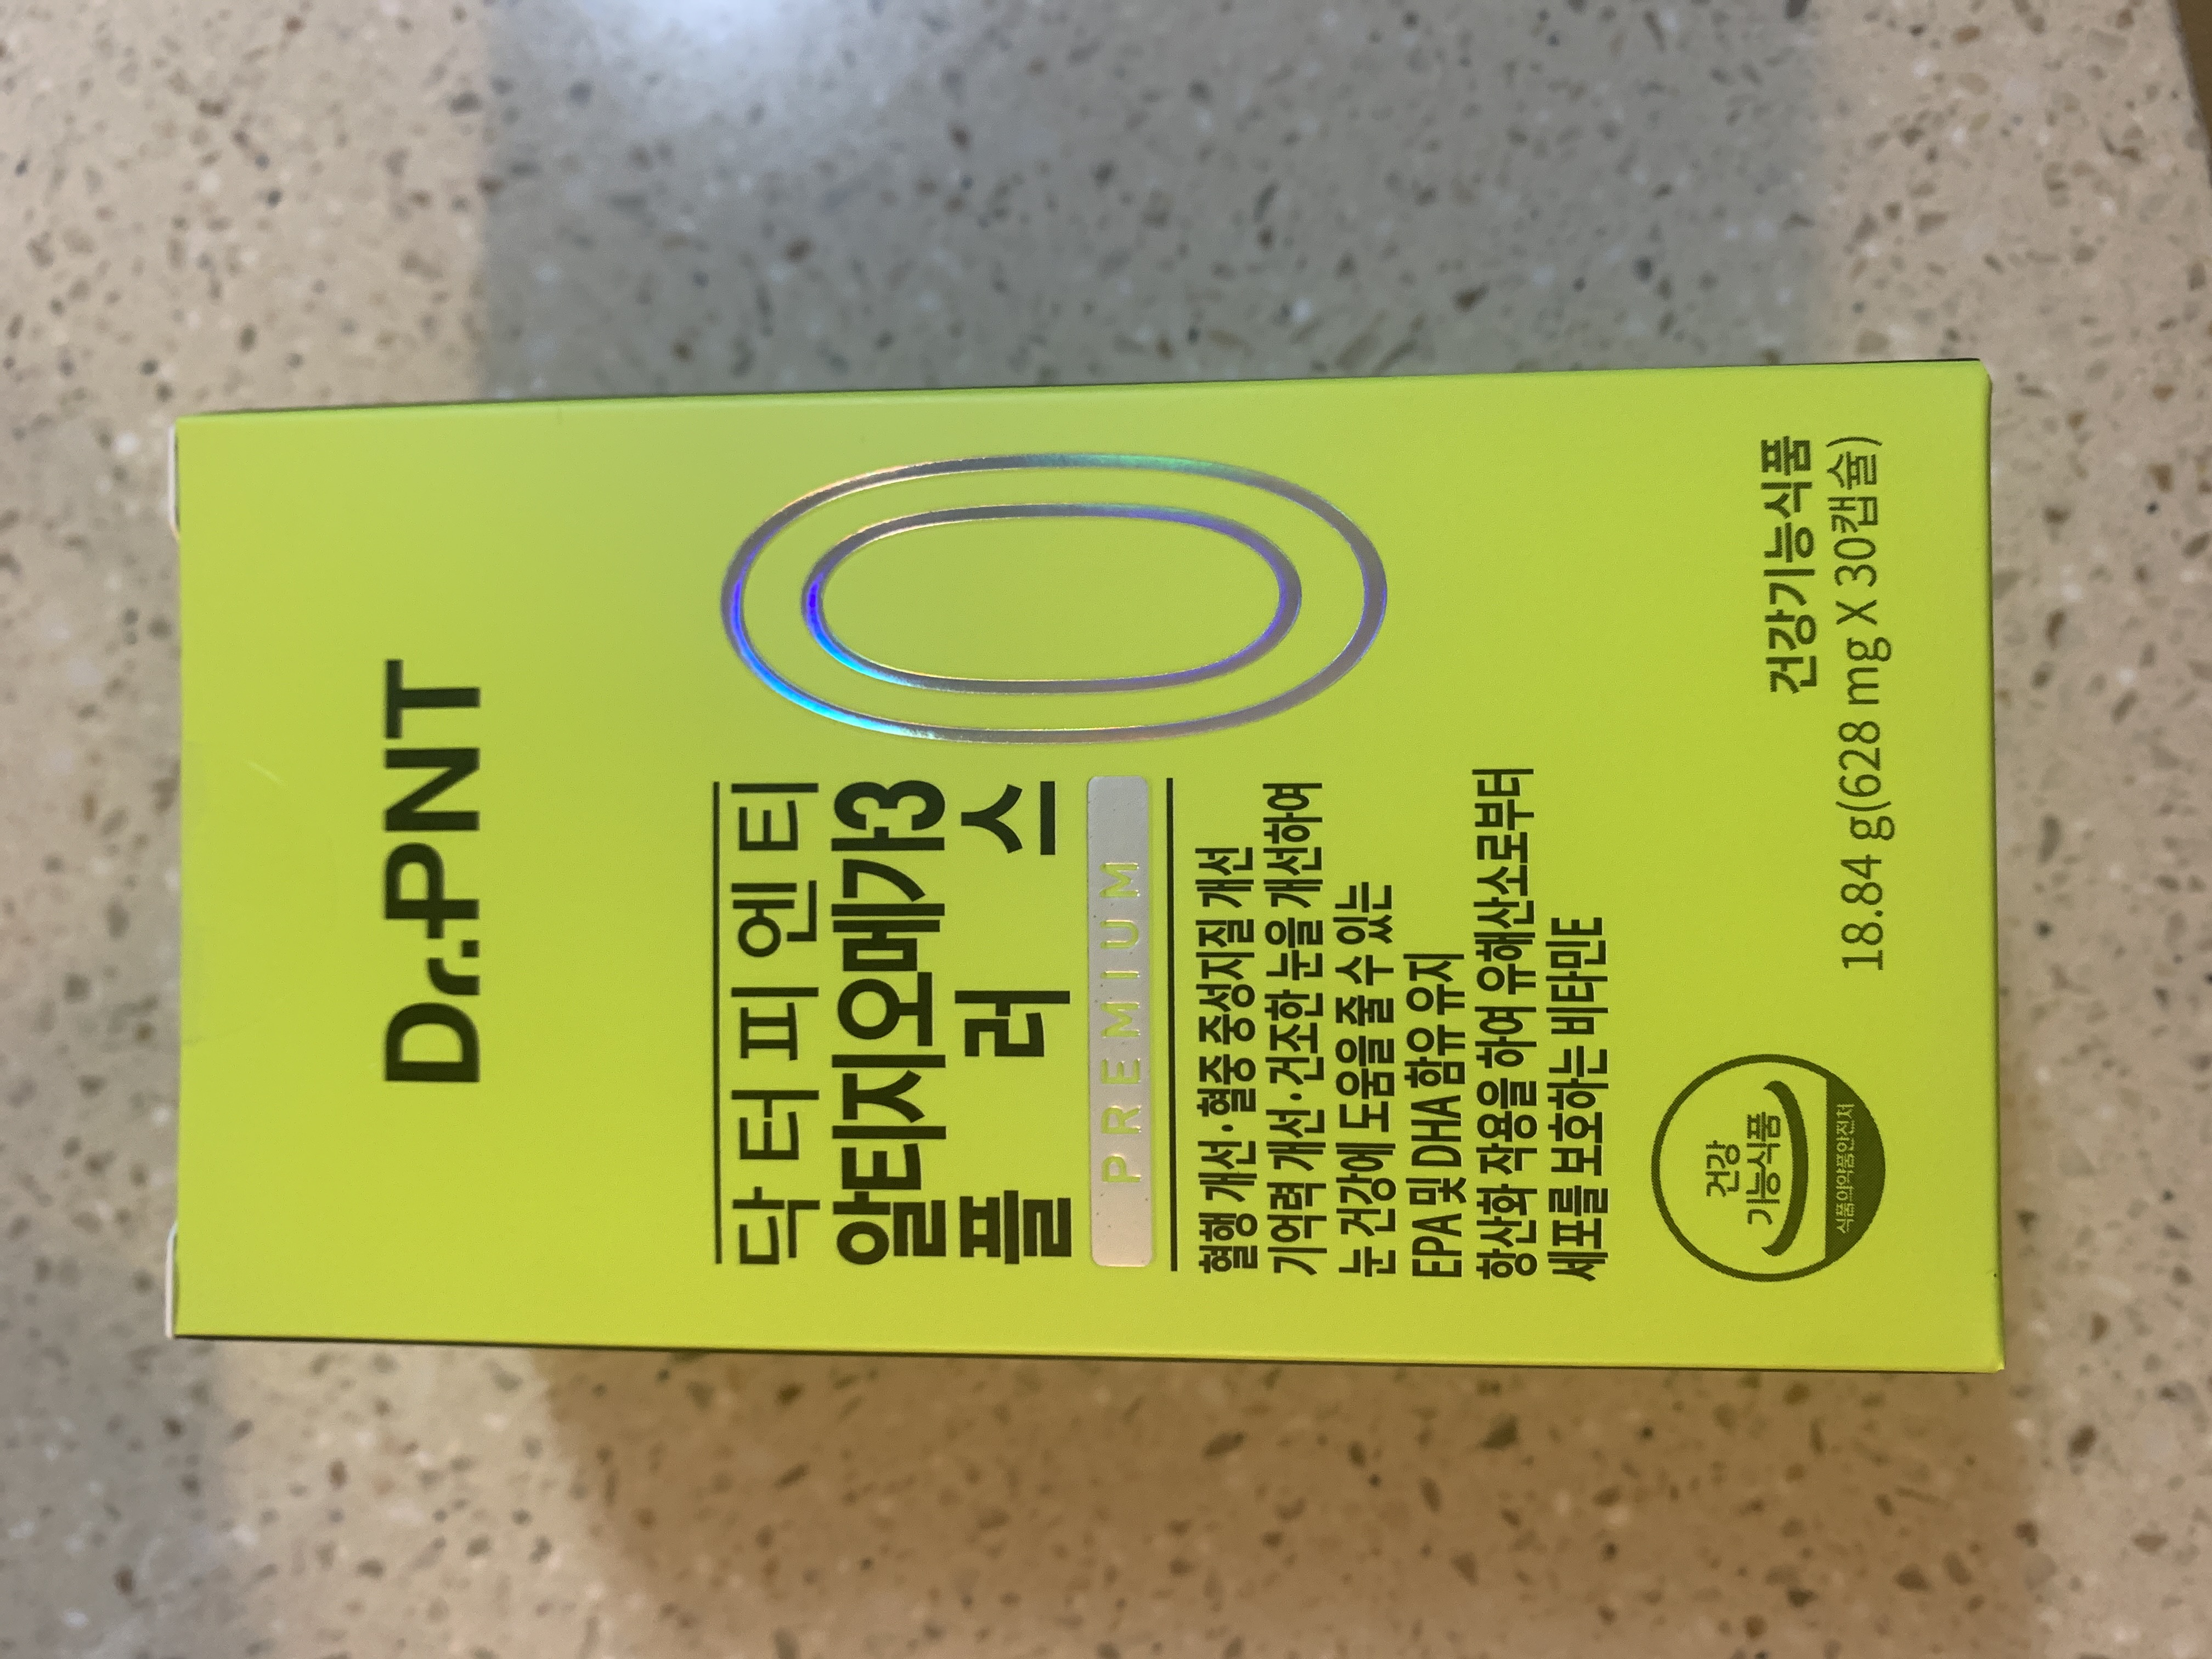 Dr.PNT
닥터피엔티
알티지오메가3
플러스
PREMIUM
혈행 개선·혈중 중성지질 개선
기억력 개선·건조한 눈을 개선하여
눈 건강에 도움을 줄 수 있는
EPA 및 DHA 함유 유지
항산화 작용을 하여 유해산소로부터
세포를 보호하는 비타민E
건강
기능식품
식품의약품안전처
건강기능식품
18.84 g(628 mg X 30캡슐)